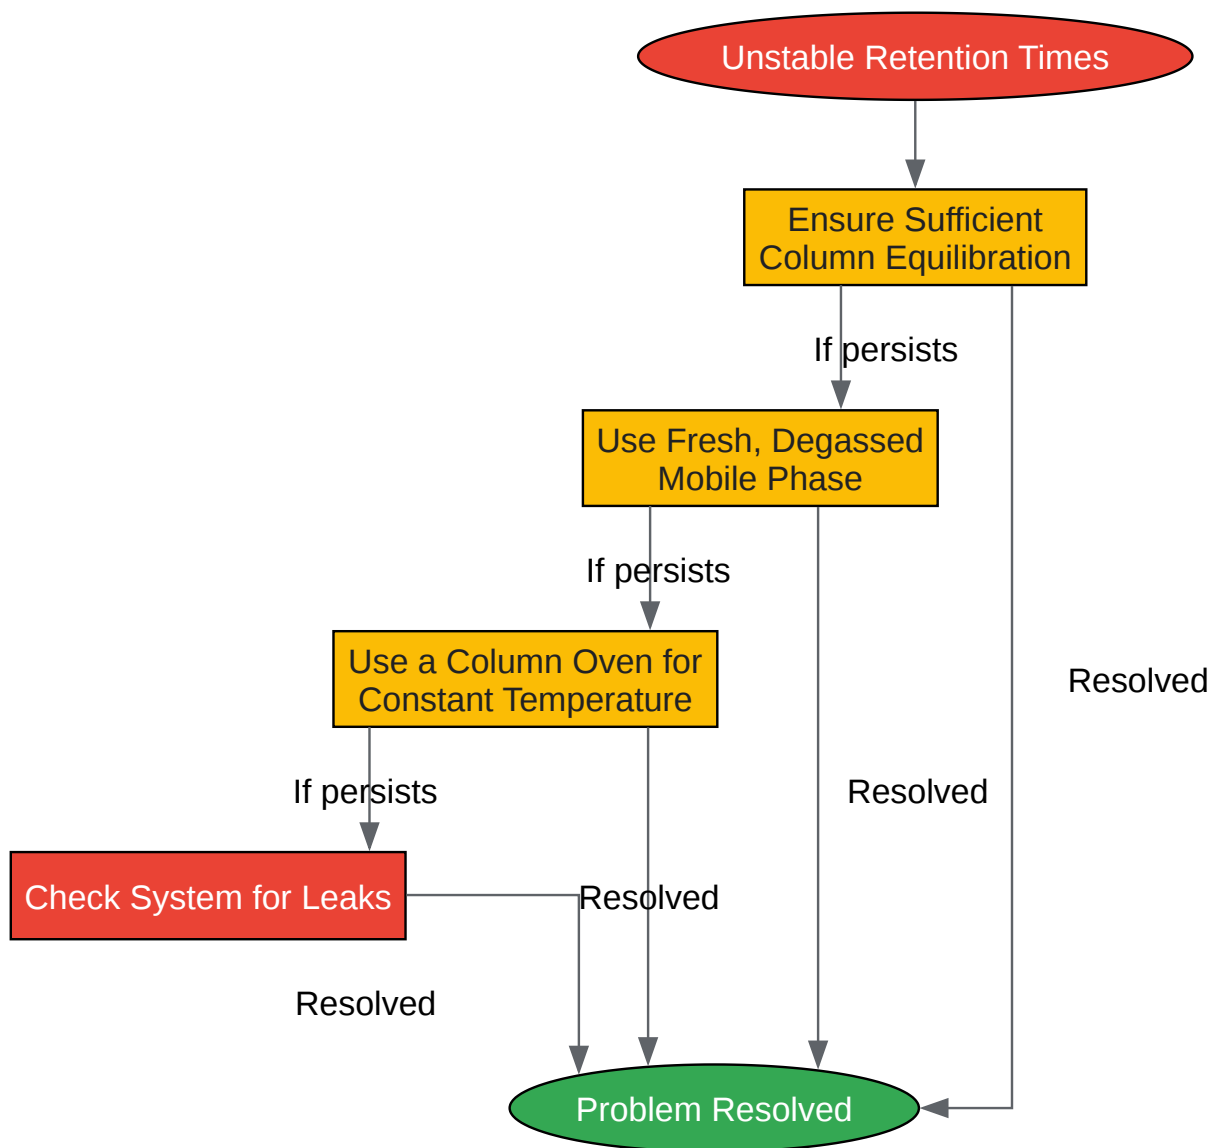 Unstable Retention Times
Ensure Sufficient
Column Equilibration
If persists
Use Fresh, Degassed
Mobile Phase
If persists
Use a Column Oven for
Constant Temperature
Resolved
If persists
Resolved
Check System for Leaks
Resolved
Resolved
Problem Resolved